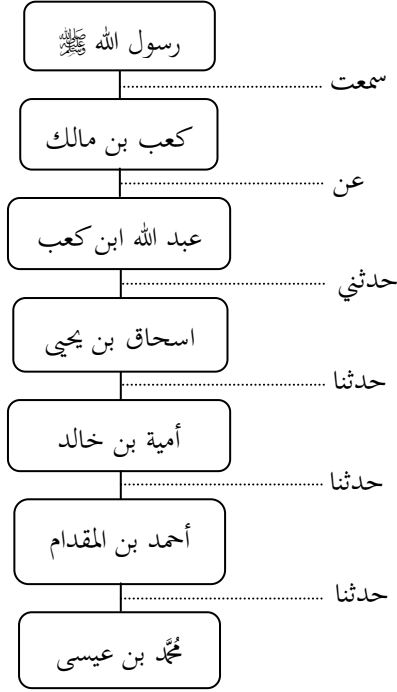 رسول الله ﷺ
سمعت
كعب بن مالك
عن
عبد الله ابن كعب
حدثني
اسحاق بن يحيى
حدثنا
أمية بن خالد
حدثنا
أحمد بن المقدام
حدثنا
مُحَمَّد بن عيسى